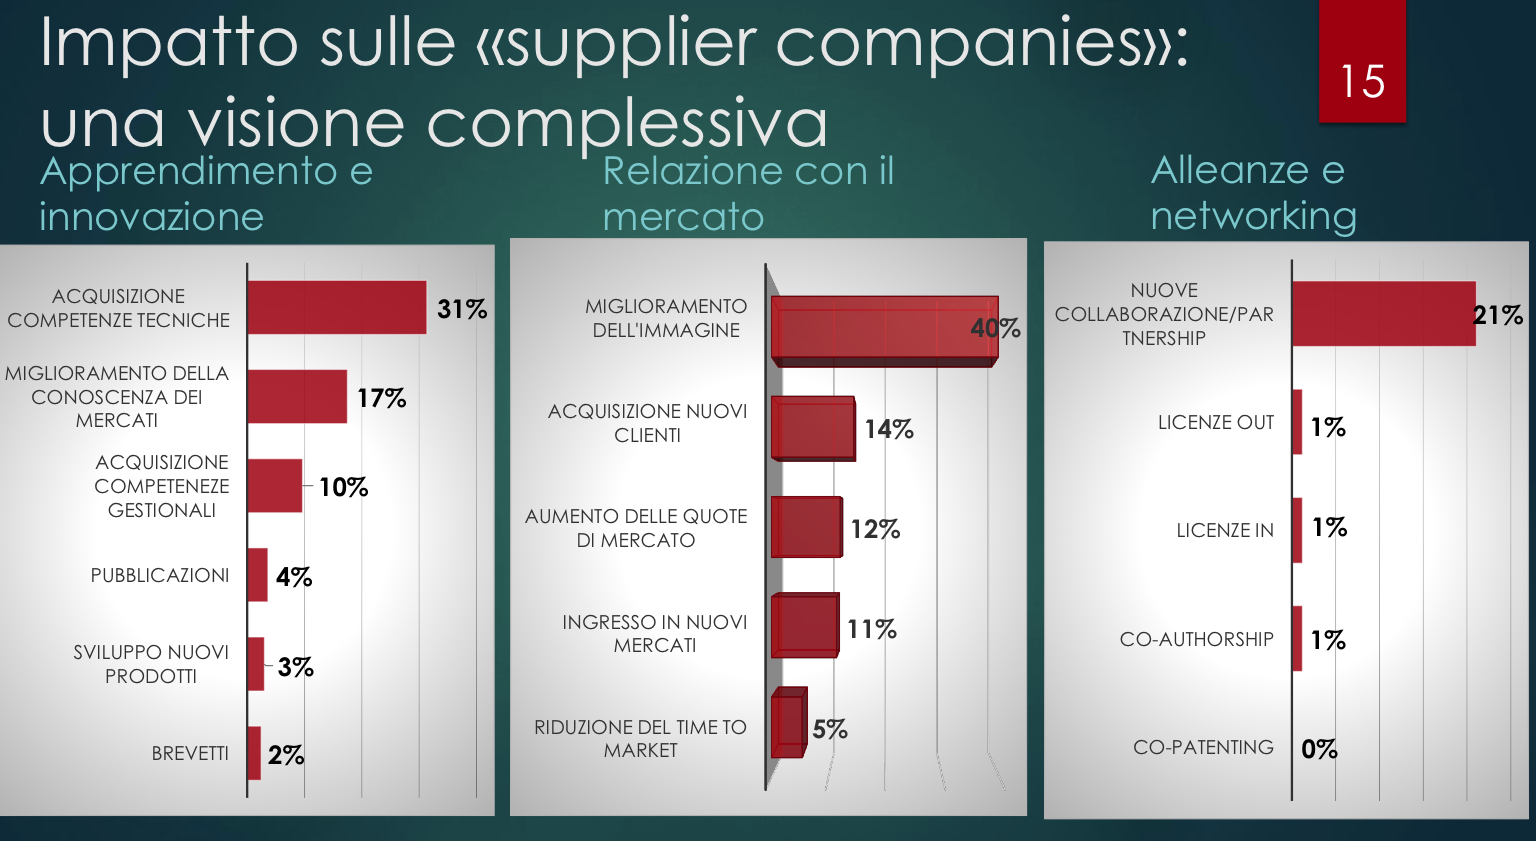 Impatto sulle «supplier companies»:
una visione complessiva
15
Apprendimento e
innovazione
ACQUISIZIONE
COMPETENZE TECNICHE
31%
MIGLIORAMENTO DELLA
CONOSCENZA DEI
MERCATI
17%
ACQUISIZIONE
COMPETENEZE
GESTIONALI
10%
PUBBLICAZIONI
4%
SVILUPPO NUOVI
PRODOTTI
3%
BREVETTI
2%
Relazione con il
mercato
MIGLIORAMENTO
DELL'IMMAGINE
40%
ACQUISIZIONE NUOVI
CLIENTI
14%
AUMENTO DELLE QUOTE
DI MERCATO
12%
INGRESSO IN NUOVI
MERCATI
11%
RIDUZIONE DEL TIME TO
MARKET
5%
Alleanze e
networking
NUOVE
COLLABORAZIONE/PAR
TNERSHIP
21%
LICENZE OUT
1%
LICENZE IN
1%
CO-AUTHORSHIP
1%
CO-PATENTING
0%